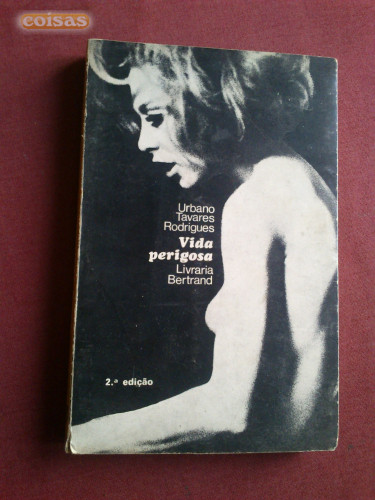 coisas
Urbano
Tavares
Rodrigues
Vida
perigosa
Livraria
Bertrand
2.ª edição